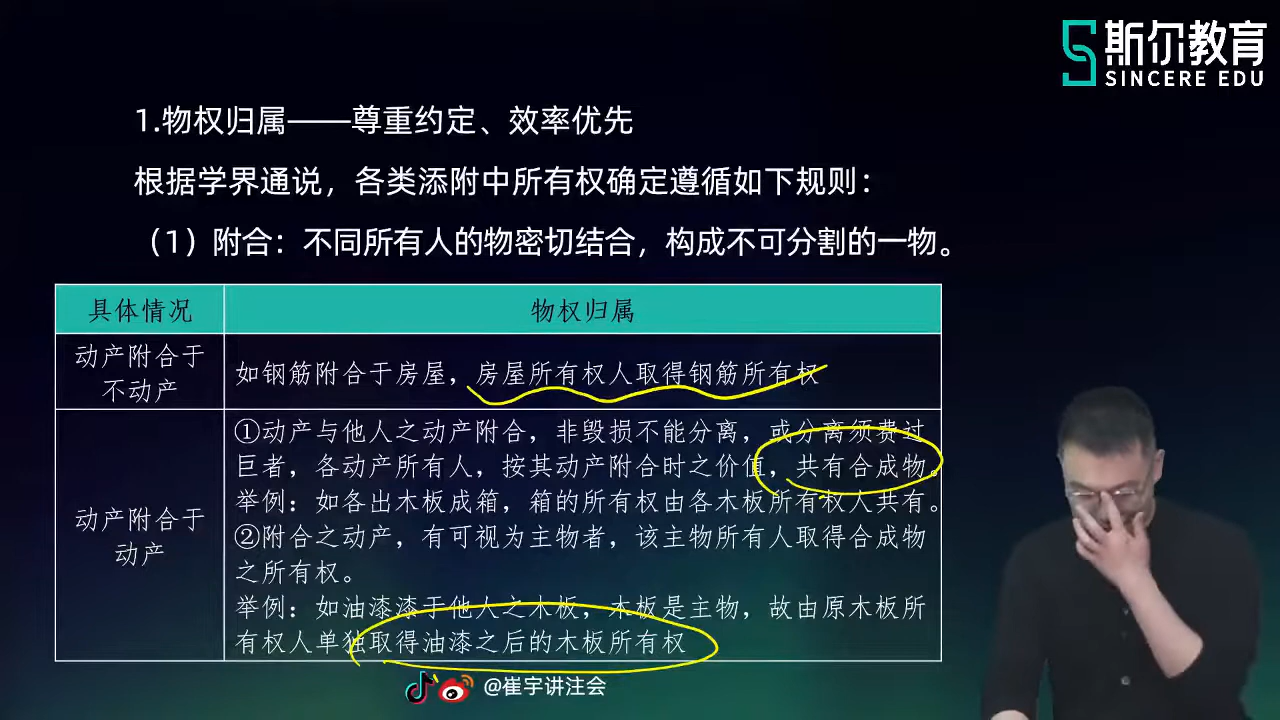 斯尔教育
SINCERE EDU
1.物权归属——尊重约定、效率优先
根据学界通说，各类添附中所有权确定遵循如下规则：
（1）附合：不同所有人的物密切结合，构成不可分割的一物。
具体情况
物权归属
动产附合于
不动产
如钢筋附合于房屋，房屋所有权人取得钢筋所有权
动产附合于
动产
①动产与他人之动产附合，非毁损不能分离，或分离须费过
巨者，各动产所有人，按其动产附合时之价值，共有合成物。
举例：如各出木板成箱，箱的所有权由各木板所有权人共有。
②附合之动产，有可视为主物者，该主物所有人取得合成物
之所有权。
举例：如油漆漆于他人之木板，木板是主物，故由原木板所
有权人单独取得油漆之后的木板所有权
@崔宇讲注会